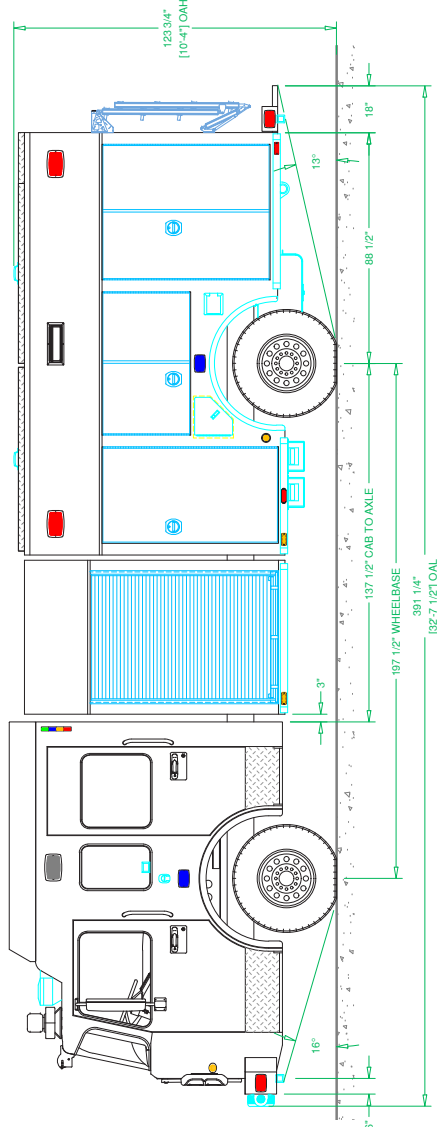 123 3/4"
[10'-4"] OAH
18"
13°
88 1/2"
137 1/2" CAB TO AXLE
197 1/2" WHEELBASE
391 1/4"
[32'-7 1/2"] OAL
3"
16°